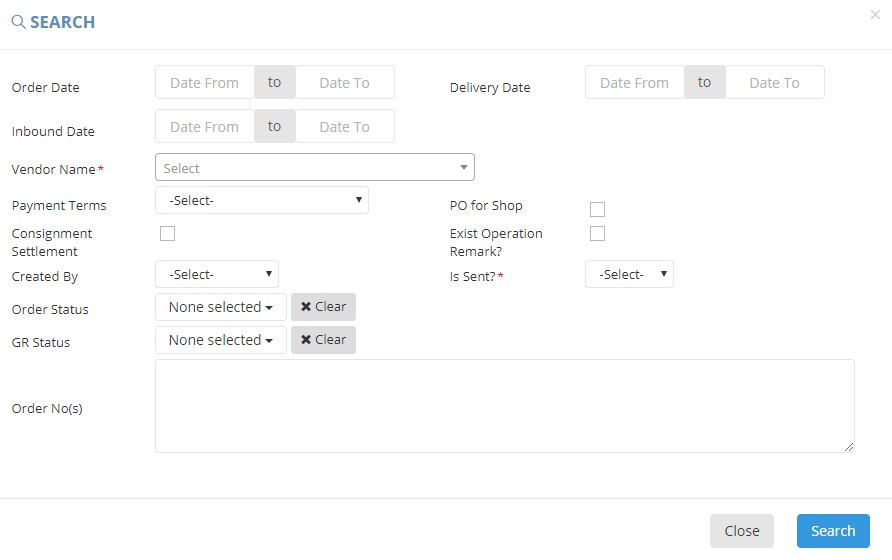 SEARCH
×
Order Date Date From to Date To Delivery Date Date From to Date To
Inbound Date Date From to Date To
Vendor Name* Select
Payment Terms -Select- PO for Shop
Consignment
Settlement
Exist Operation
Remark?
Created By -Select- Is Sent?* -Select-
Order Status None selected Clear
GR Status None selected Clear
Order No(s)
Close Search